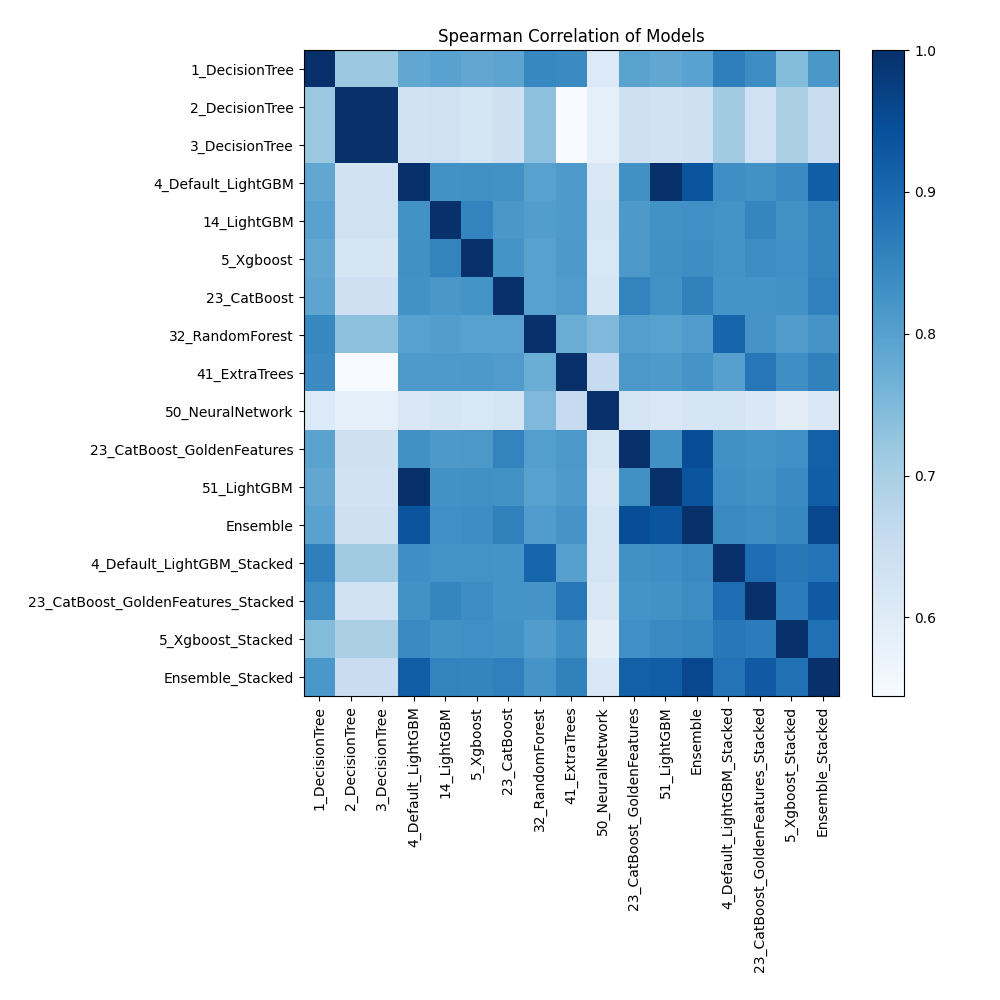 Spearman Correlation of Models
1_DecisionTree
2_DecisionTree
3_DecisionTree
4_Default_LightGBM
14_LightGBM
5_Xgboost
23_CatBoost
32_RandomForest
41_ExtraTrees
50_NeuralNetwork
23_CatBoost_GoldenFeatures
51_LightGBM
Ensemble
4_Default_LightGBM_Stacked
23_CatBoost_GoldenFeatures_Stacked
5_Xgboost_Stacked
Ensemble_Stacked
1_DecisionTree
2_DecisionTree
3_DecisionTree
4_Default_LightGBM
14_LightGBM
5_Xgboost
23_CatBoost
32_RandomForest
41_ExtraTrees
50_NeuralNetwork
23_CatBoost_GoldenFeatures
51_LightGBM
Ensemble
4_Default_LightGBM_Stacked
23_CatBoost_GoldenFeatures_Stacked
5_Xgboost_Stacked
Ensemble_Stacked
1.0
0.9
0.8
0.7
0.6